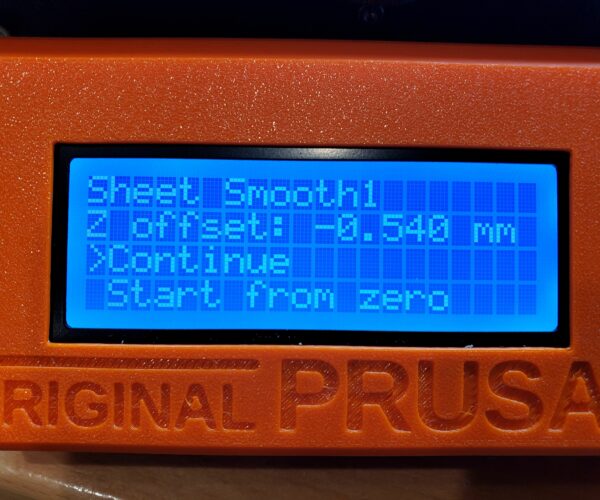 Sheet Smooth1
Z offset: -0.540 mm
>Continue
Start from zero
RIGINAL PRUSA